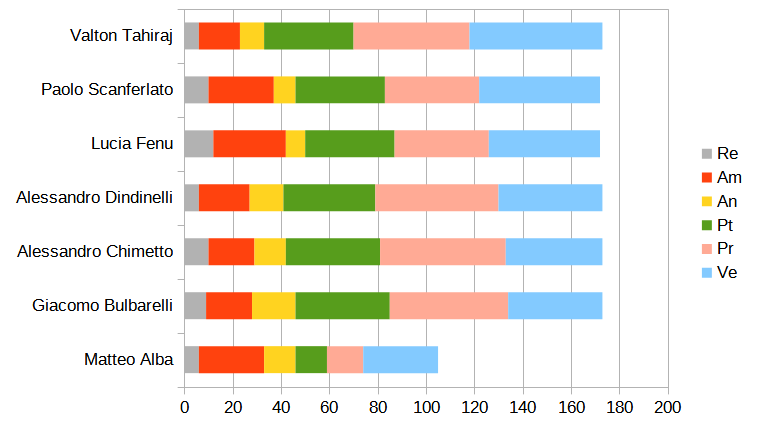 Valton Tahiraj
Paolo Scanferlato
Lucia Fenu
Alessandro Dindinelli
Alessandro Chimetto
Giacomo Bulbarelli
Matteo Alba
0 20 40 60 80 100 120 140 160 180 200
Re
Am
An
Pt
Pr
Ve